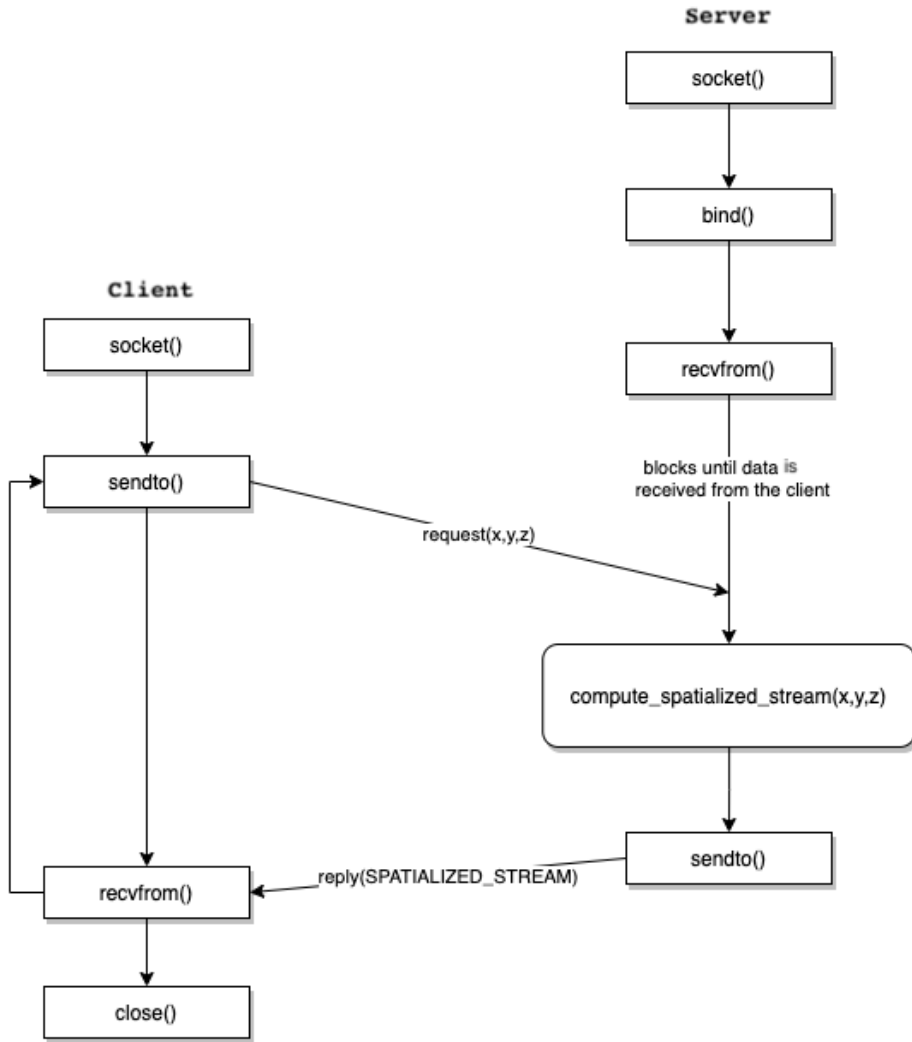 Server
socket()
bind()
Client
socket()
recvfrom()
blocks until data is
received from the client
sendto()
request(x,y,z)
compute_spatialized_stream(x,y,z)
sendto()
reply(SPATIALIZED_STREAM)
recvfrom()
close()